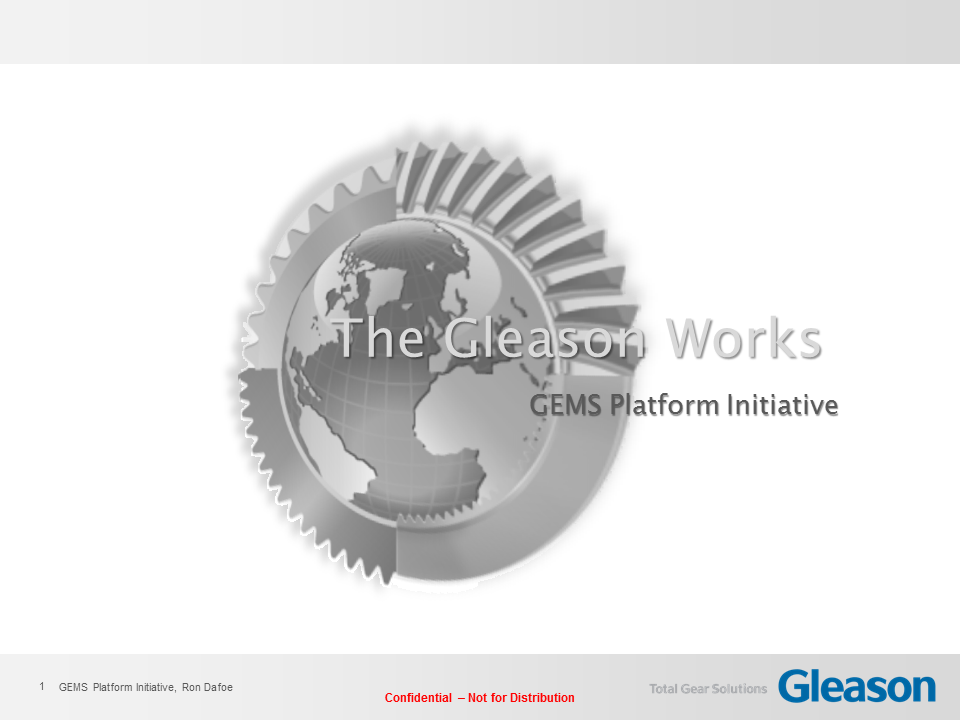 The Gleason Works
GEMS Platform Initiative
1 GEMS Platform Initiative, Ron Dafoe
Confidential – Not for Distribution
Total Gear Solutions Gleason